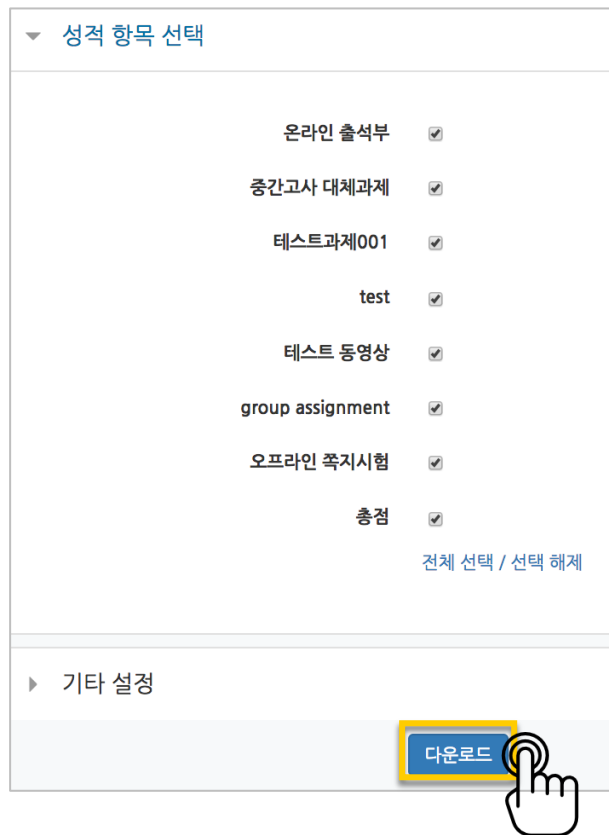 성적 항목 선택
온라인 출석부
중간고사 대체과제
테스트과제001
test
테스트 동영상
group assignment
오프라인 쪽지시험
총점
전체 선택 / 선택 해제
기타 설정
다운로드